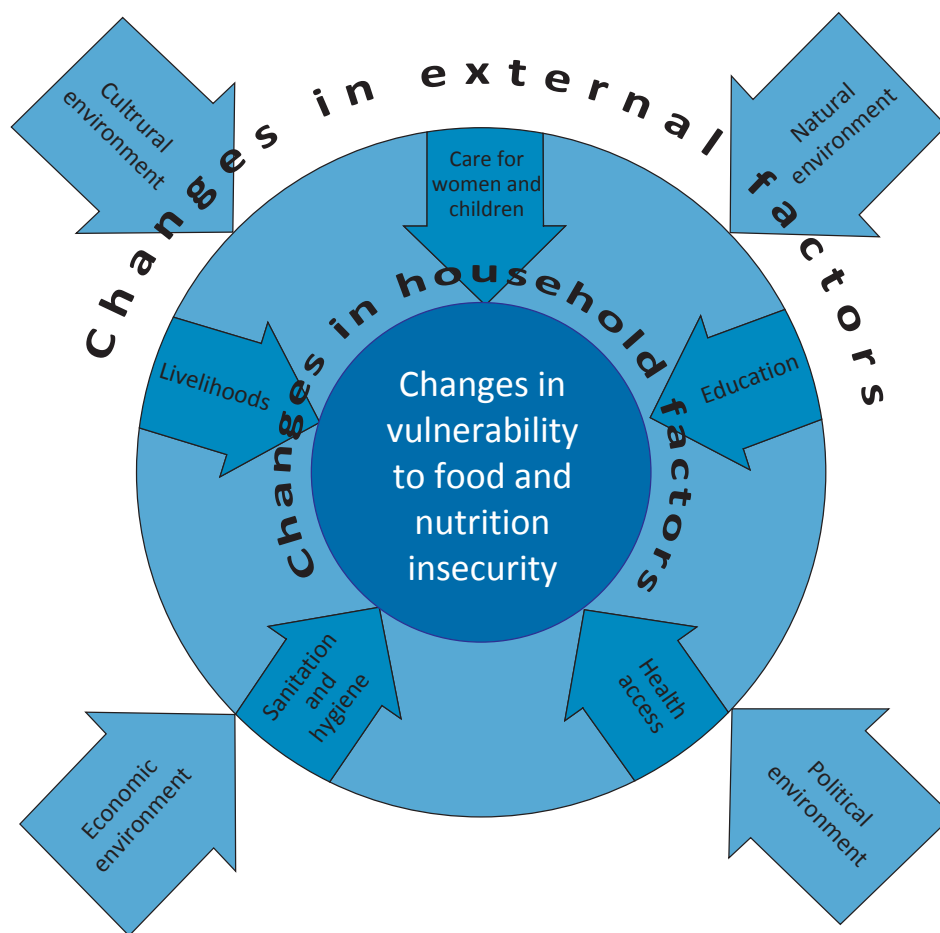 Changes in external factors
Cultrural
environment
Natural
environment
Care for
women and
children
Changes in household factors
Livelihoods
Education
Changes in
vulnerability
to food and
nutrition
insecurity
Sanitation
and
hygiene
Health
access
Economic
environment
Political
environment